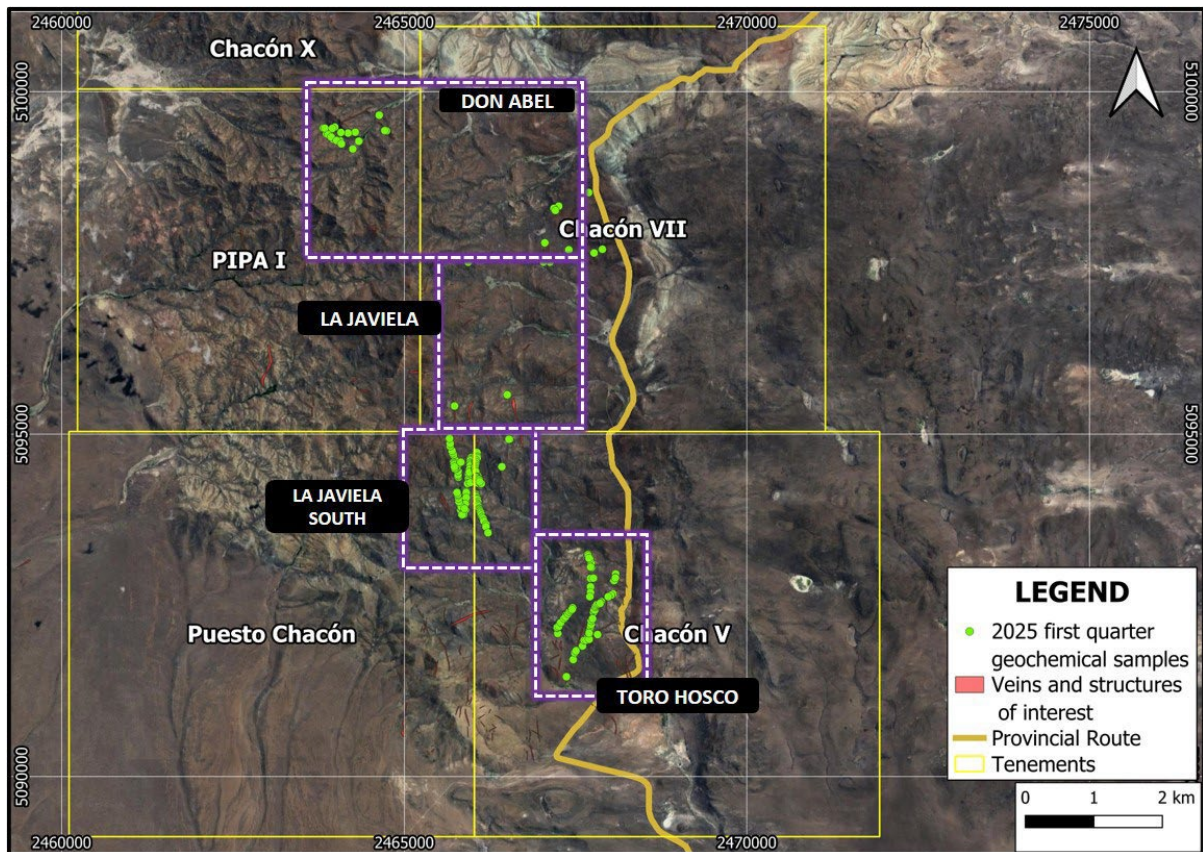 2460000
2465000
2470000
2475000
Chacón X
DON ABEL
5100000
5100000
Chacón VII
PIPA I
LA JAVIELA
5095000
5095000
LA JAVIELA
SOUTH
Puesto Chacón
Chacón V
TORO HOSCO
LEGEND
2025 first quarter
geochemical samples
Veins and structures
of interest
Provincial Route
Tenements
0 1 2 km
5090000
2460000
2465000
2470000